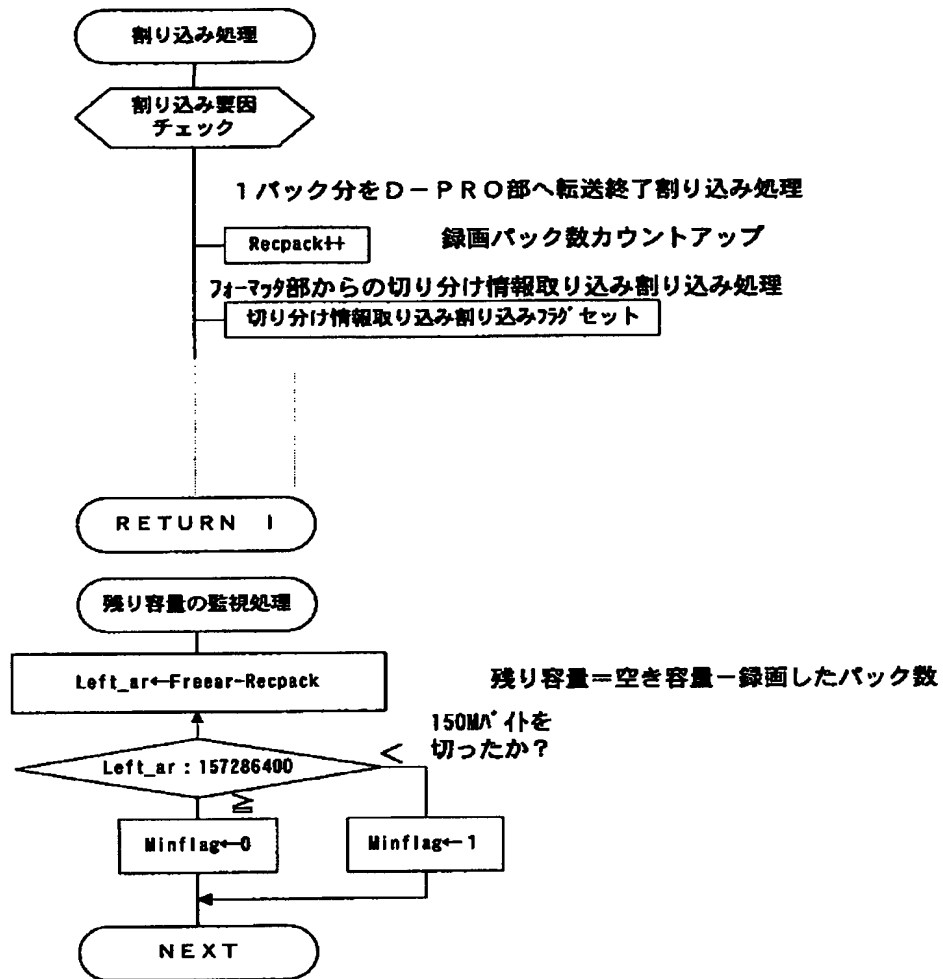 割り込み処理
割り込み要因
チェック
1パック分をD-PRO部へ転送終了割り込み処理
Recpack++
録画パック数カウントアップ
フォーマッタ部からの切り分け情報取り込み割り込み処理
切り分け情報取り込み割り込みフラグセット
RETURN I
残り容量の監視処理
Left_ar←Freear-Recpack
残り容量=空き容量-録画したパック数
150Mバイトを
切ったか?
<
Left_ar:157286400
≧
Minflag←0
Minflag←1
NEXT